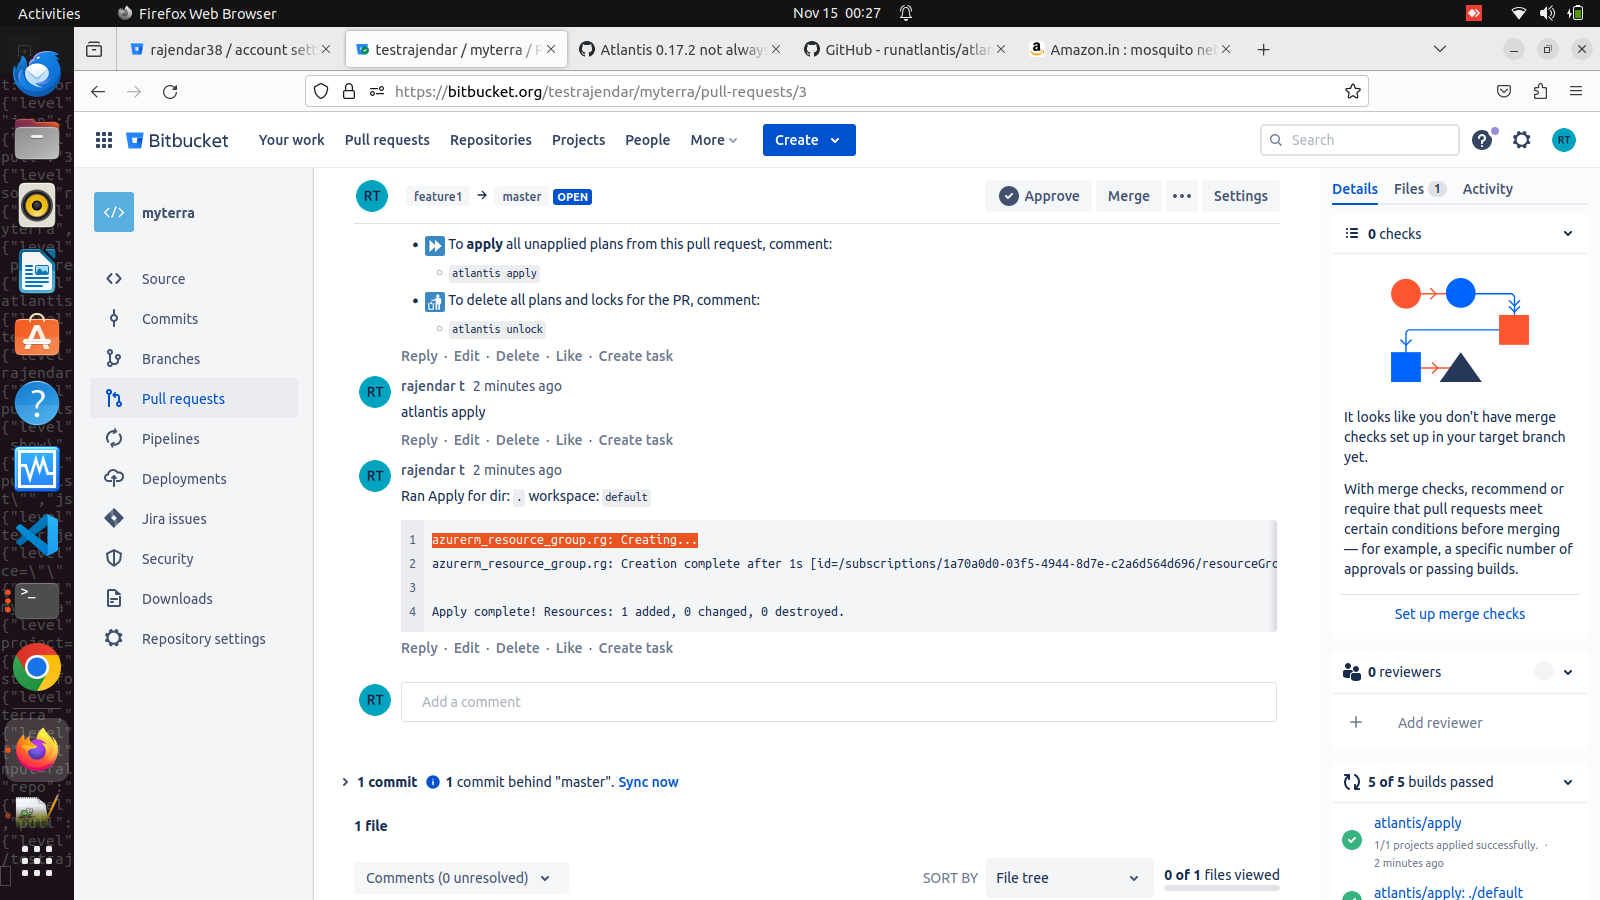 Activities
Firefox Web Browser
Nov 15 00:27
rajendar38 / account sett
testrajendar / myterra / P
Atlantis 0.17.2 not always
GitHub - runatlantis/atlan
Amazon.in : mosquito net
https://bitbucket.org/testrajendar/myterra/pull-requests/3
Bitbucket
Your work
Pull requests
Repositories
Projects
People
More
Create
Search
RT
myterra
Source
Commits
Branches
Pull requests
Pipelines
Deployments
Jira issues
Security
Downloads
Repository settings
RT
feature1 → master OPEN
Approve
Merge
Settings
To apply all unapplied plans from this pull request, comment:
atlantis apply
To delete all plans and locks for the PR, comment:
atlantis unlock
Reply · Edit · Delete · Like · Create task
RT
rajendar t 2 minutes ago
atlantis apply
Reply · Edit · Delete · Like · Create task
RT
rajendar t 2 minutes ago
Ran Apply for dir: . workspace: default
1 azurerm_resource_group.rg: Creating...
2 azurerm_resource_group.rg: Creation complete after 1s [id=/subscriptions/1a70a0d0-03f5-4944-8d7e-c2a6d564d696/resourceGro
3
4 Apply complete! Resources: 1 added, 0 changed, 0 destroyed.
Reply · Edit · Delete · Like · Create task
RT
Add a comment
1 commit 1 commit behind "master". Sync now
1 file
Comments (0 unresolved)
SORT BY
File tree
0 of 1 files viewed
Details
Files 1
Activity
0 checks
It looks like you don't have merge
checks set up in your target branch
yet.
With merge checks, recommend or
require that pull requests meet
certain conditions before merging
— for example, a specific number of
approvals or passing builds.
Set up merge checks
0 reviewers
Add reviewer
5 of 5 builds passed
atlantis/apply
1/1 projects applied successfully. ·
2 minutes ago
atlantis/apply: ./default